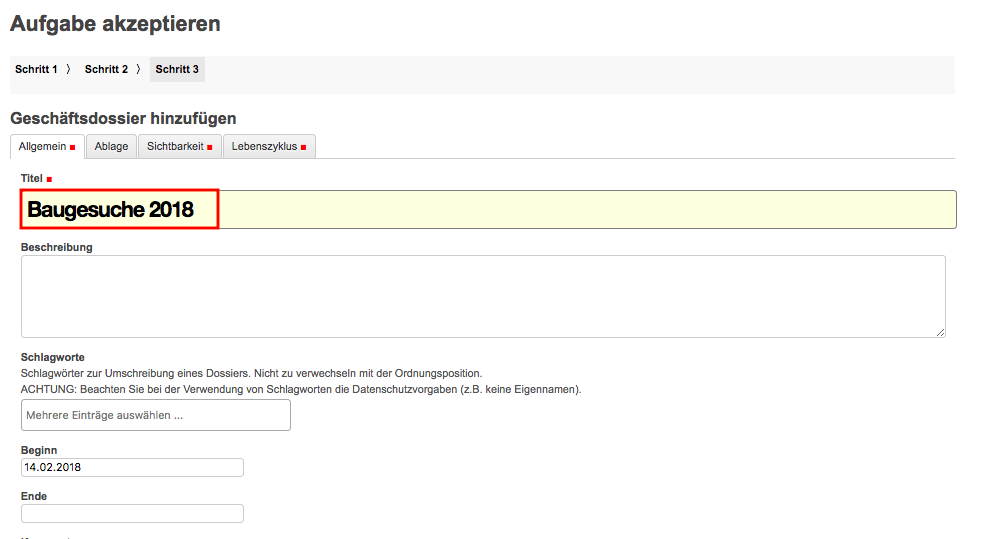 Aufgabe akzeptieren
Schritt 1 〉 Schritt 2 〉 Schritt 3
Geschäftsdossier hinzufügen
Allgemein Ablage Sichtbarkeit Lebenszyklus
Titel
Baugesuche 2018
Beschreibung
Schlagworte
Schlagwörter zur Umschreibung eines Dossiers. Nicht zu verwechseln mit der Ordnungsposition.
ACHTUNG: Beachten Sie bei der Verwendung von Schlagworten die Datenschutzvorgaben (z.B. keine Eigennamen).
Mehrere Einträge auswählen ...
Beginn
14.02.2018
Ende